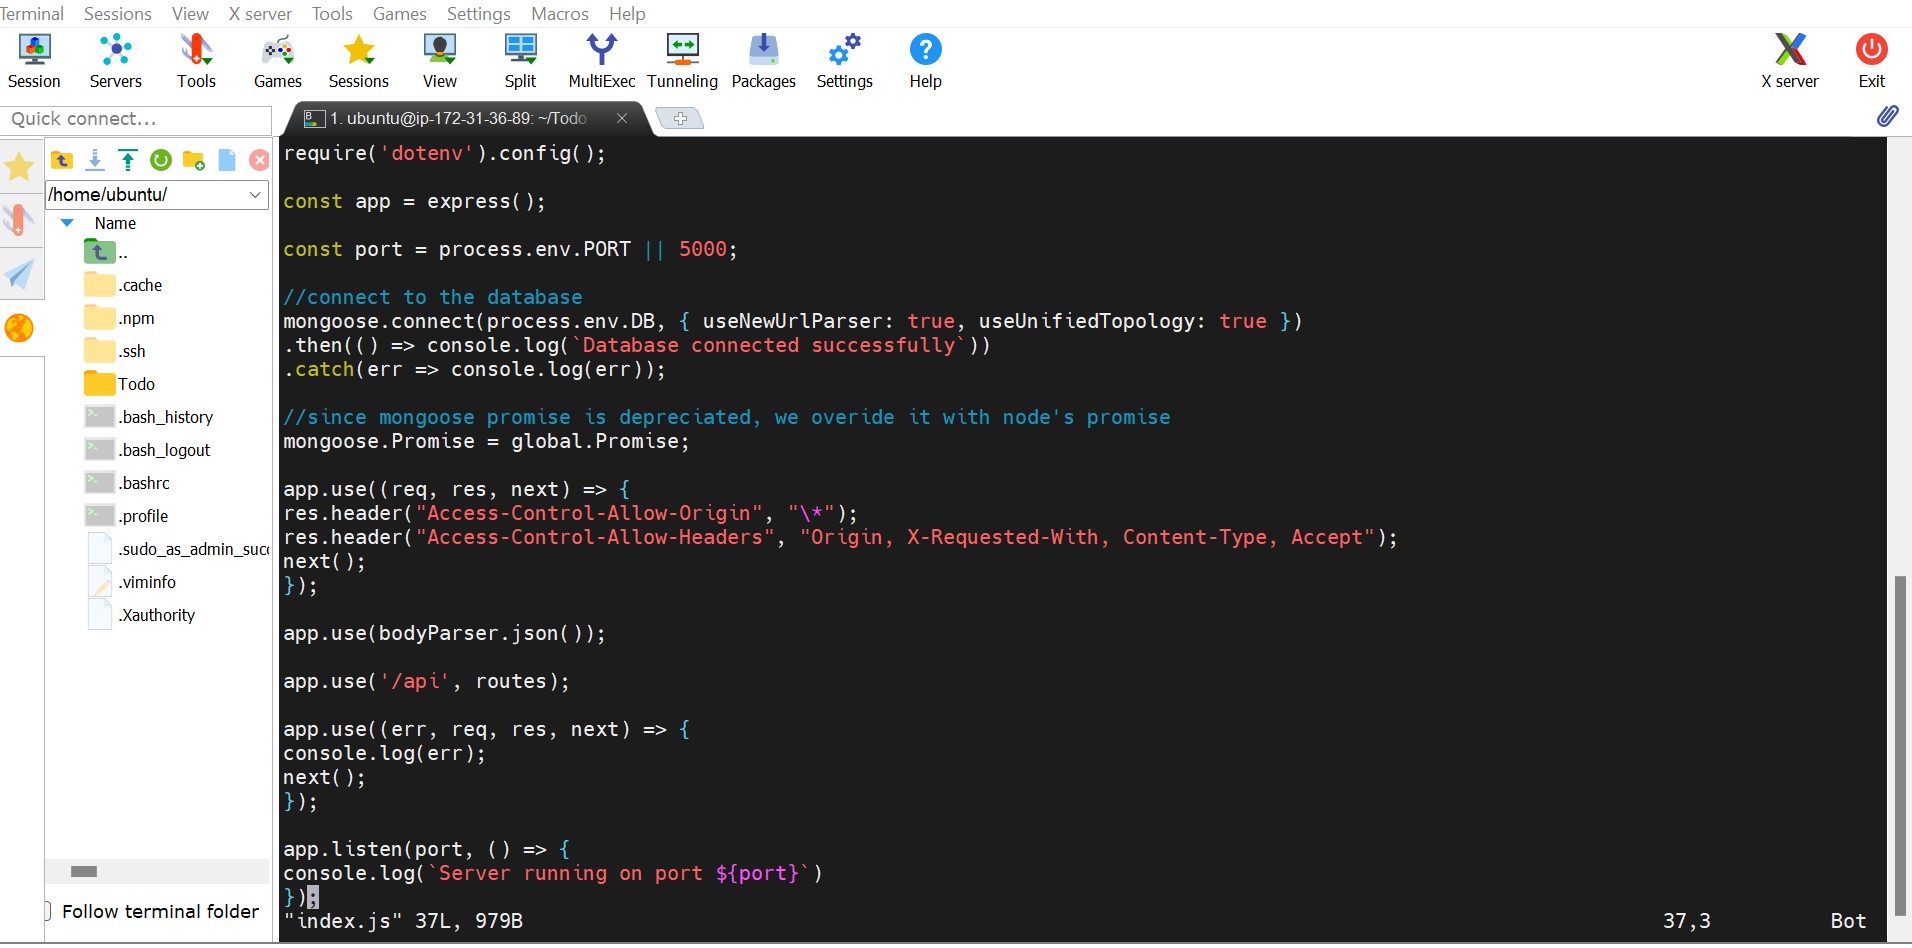 Terminal Sessions View X server Tools Games Settings Macros Help
Session Servers Tools Games Sessions View Split MultiExec Tunneling Packages Settings Help X server Exit
Quick connect...
1. ubuntu@ip-172-31-36-89: ~/Todo
/home/ubuntu/
Name
..
.cache
.npm
.ssh
Todo
.bash_history
.bash_logout
.bashrc
.profile
.sudo_as_admin_suc
.viminfo
.Xauthority
Follow terminal folder
require('dotenv').config();
const app = express();
const port = process.env.PORT || 5000;
//connect to the database
mongoose.connect(process.env.DB, { useNewUrlParser: true, useUnifiedTopology: true })
.then(() => console.log(`Database connected successfully`))
.catch(err => console.log(err));
//since mongoose promise is depreciated, we overide it with node's promise
mongoose.Promise = global.Promise;
app.use((req, res, next) => {
res.header("Access-Control-Allow-Origin", "\*");
res.header("Access-Control-Allow-Headers", "Origin, X-Requested-With, Content-Type, Accept");
next();
});
app.use(bodyParser.json());
app.use('/api', routes);
app.use((err, req, res, next) => {
console.log(err);
next();
});
app.listen(port, () => {
console.log(`Server running on port ${port}`)
});
"index.js" 37L, 979B 37,3 Bot